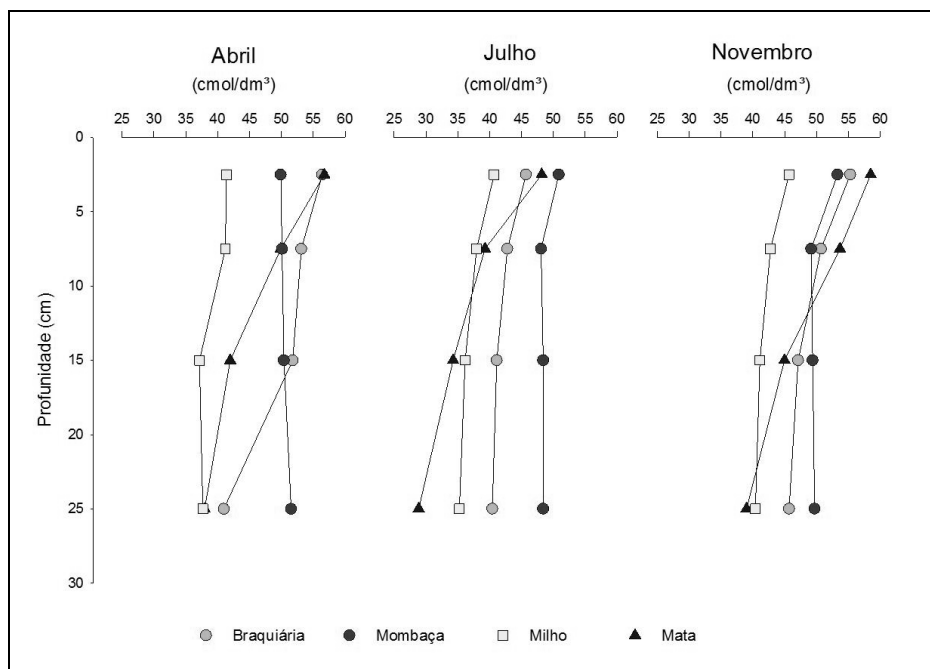 Abril Julho Novembro
(cmol/dm³) (cmol/dm³) (cmol/dm³)
25 30 35 40 45 50 55 60 25 30 35 40 45 50 55 60 25 30 35 40 45 50 55 60
0
5
10
15
20
25
30
Profunidade (cm)
Braquiária Mombaça Milho Mata